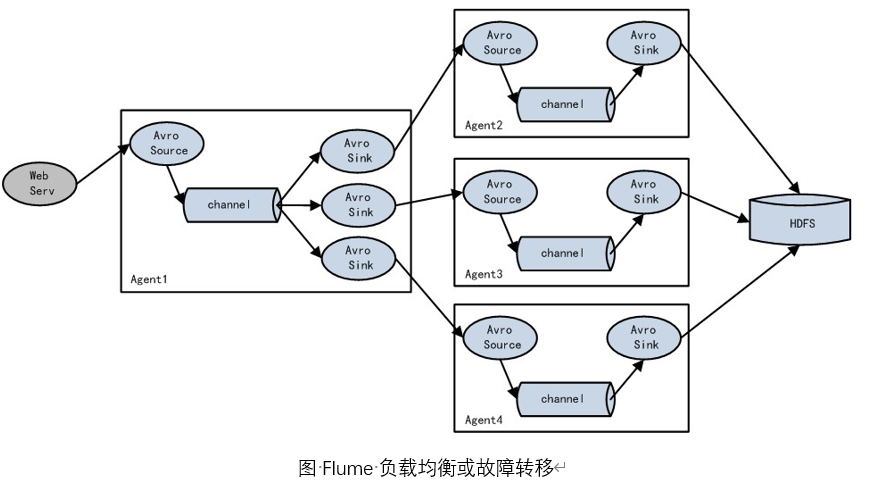 Web
Serv
Avro
Source
channel
Avro
Sink
Avro
Sink
Avro
Sink
Agent1
Avro
Source
channel
Avro
Sink
Agent2
Avro
Source
channel
Avro
Sink
Agent3
Avro
Source
channel
Avro
Sink
Agent4
HDFS
图·Flume·负载均衡或故障转移↵